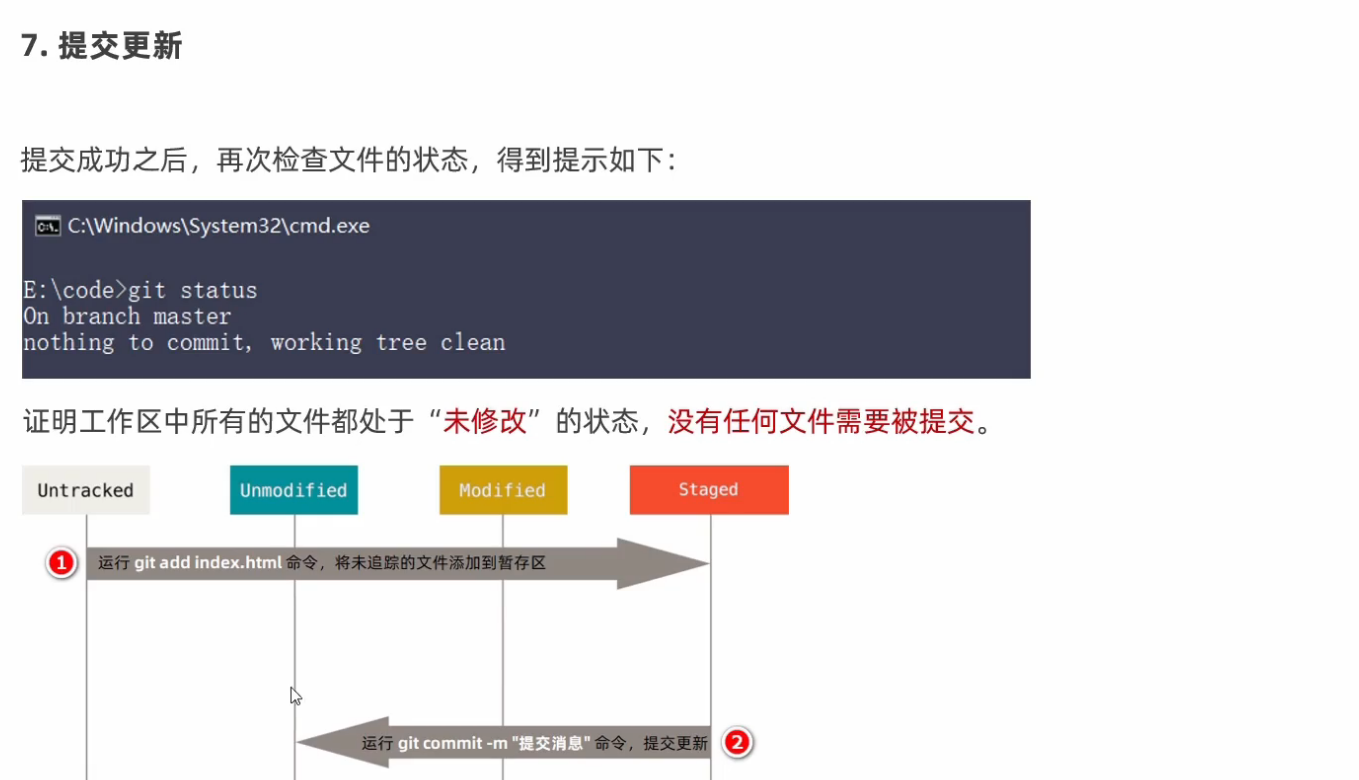 7. 提交更新
提交成功之后，再次检查文件的状态，得到提示如下：
C:\Windows\System32\cmd.exe
E:\code>git status
On branch master
nothing to commit, working tree clean
证明工作区中所有的文件都处于“未修改”的状态，没有任何文件需要被提交。
Untracked Unmodified Modified Staged
1 运行 git add index.html 命令，将未追踪的文件添加到暂存区
运行 git commit -m "提交消息" 命令，提交更新 2